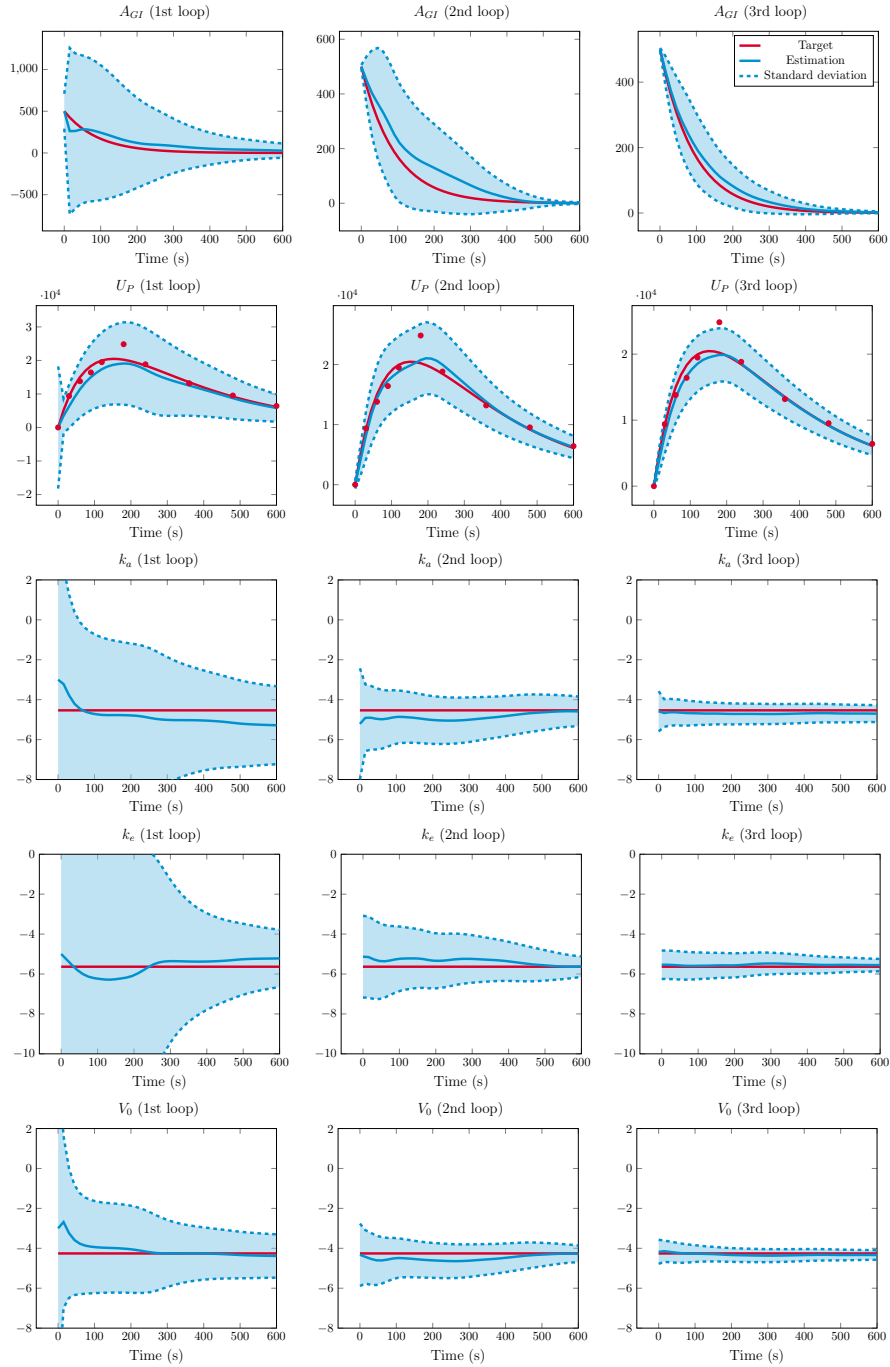 A_GI (1st loop)
A_GI (2nd loop)
A_GI (3rd loop)
Target
Estimation
Standard deviation
1,000
500
0
−500
600
400
200
0
400
200
0
0 100 200 300 400 500 600
0 100 200 300 400 500 600
0 100 200 300 400 500 600
Time (s)
Time (s)
Time (s)
U_P (1st loop)
U_P (2nd loop)
U_P (3rd loop)
·10⁴
·10⁴
·10⁴
3
2
1
0
−1
−2
2
1
0
2
1
0
0 100 200 300 400 500 600
0 100 200 300 400 500 600
0 100 200 300 400 500 600
Time (s)
Time (s)
Time (s)
k_a (1st loop)
k_a (2nd loop)
k_a (3rd loop)
2
0
−2
−4
−6
−8
2
0
−2
−4
−6
−8
2
0
−2
−4
−6
−8
0 100 200 300 400 500 600
0 100 200 300 400 500 600
0 100 200 300 400 500 600
Time (s)
Time (s)
Time (s)
k_e (1st loop)
k_e (2nd loop)
k_e (3rd loop)
0
−2
−4
−6
−8
−10
0
−2
−4
−6
−8
−10
0
−2
−4
−6
−8
−10
0 100 200 300 400 500 600
0 100 200 300 400 500 600
0 100 200 300 400 500 600
Time (s)
Time (s)
Time (s)
V_0 (1st loop)
V_0 (2nd loop)
V_0 (3rd loop)
2
0
−2
−4
−6
−8
2
0
−2
−4
−6
−8
2
0
−2
−4
−6
−8
0 100 200 300 400 500 600
0 100 200 300 400 500 600
0 100 200 300 400 500 600
Time (s)
Time (s)
Time (s)